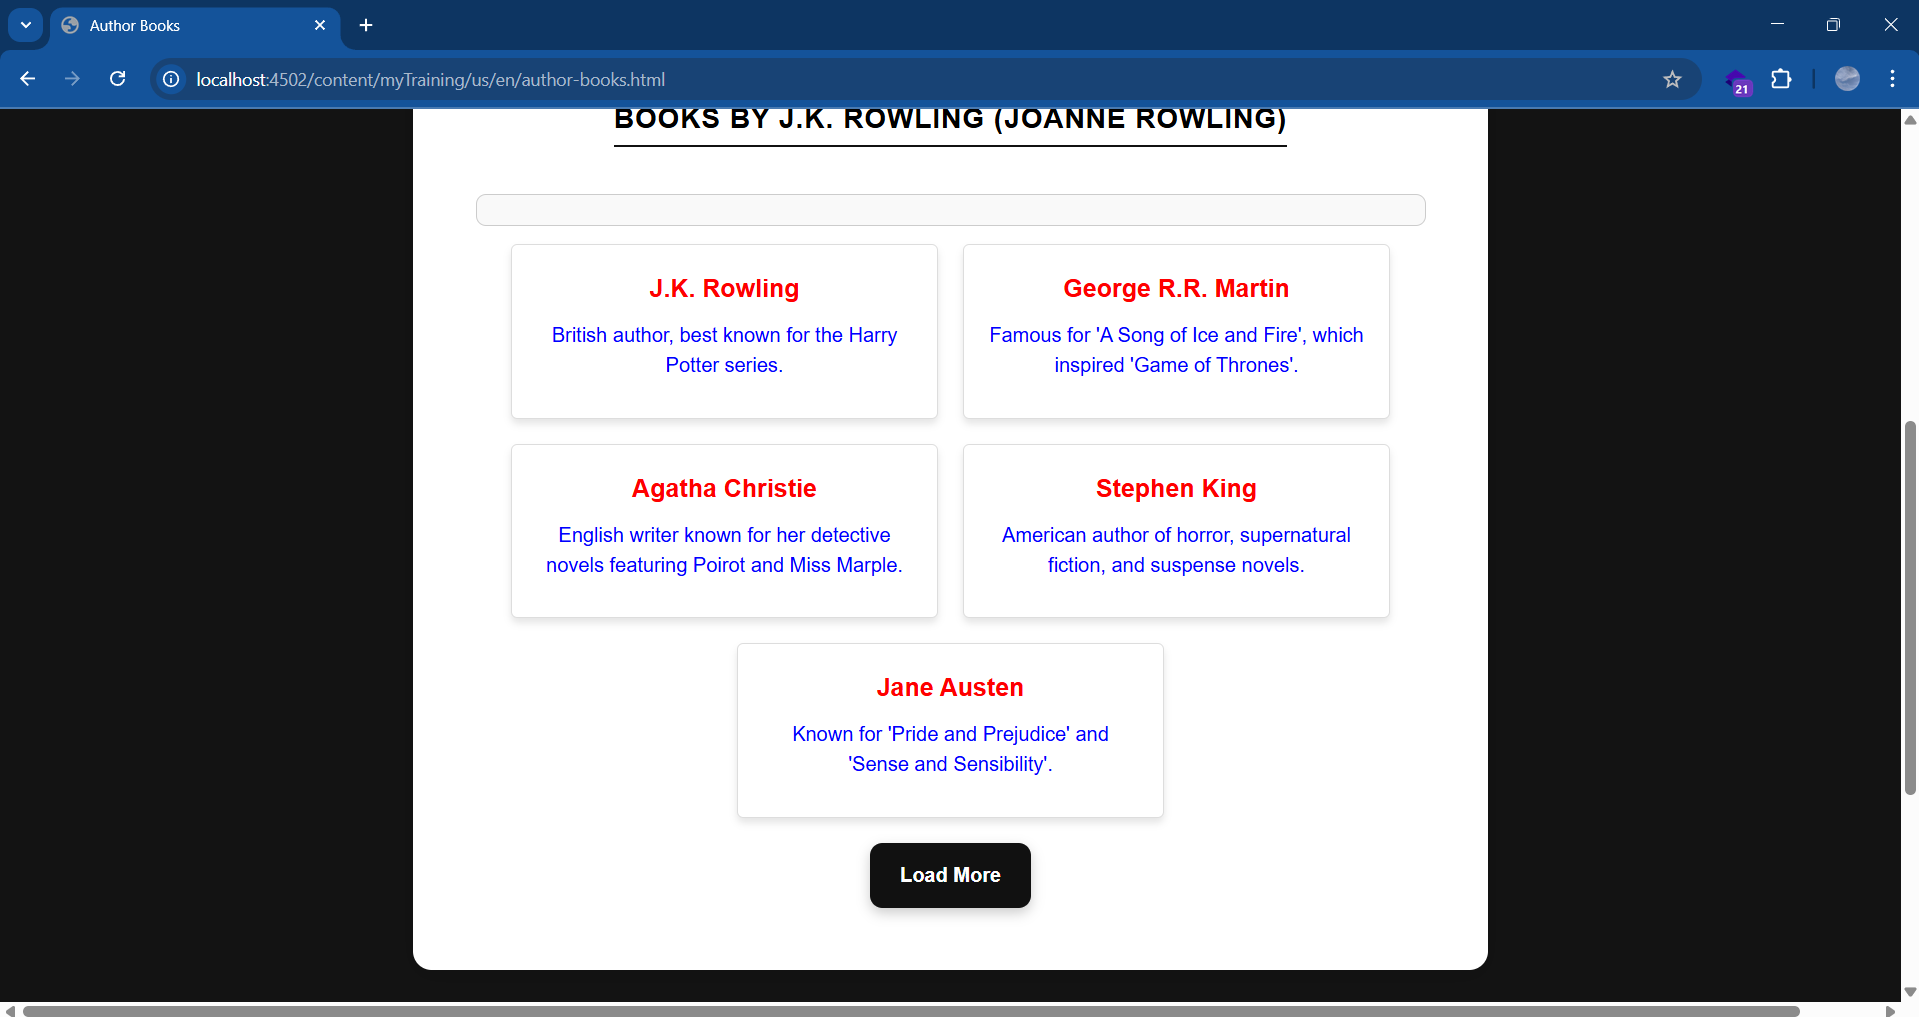 Author Books
localhost:4502/content/myTraining/us/en/author-books.html
21
BOOKS BY J.K. ROWLING (JOANNE ROWLING)
J.K. Rowling
British author, best known for the Harry
Potter series.
George R.R. Martin
Famous for 'A Song of Ice and Fire', which
inspired 'Game of Thrones'.
Agatha Christie
English writer known for her detective
novels featuring Poirot and Miss Marple.
Stephen King
American author of horror, supernatural
fiction, and suspense novels.
Jane Austen
Known for 'Pride and Prejudice' and
'Sense and Sensibility'.
Load More